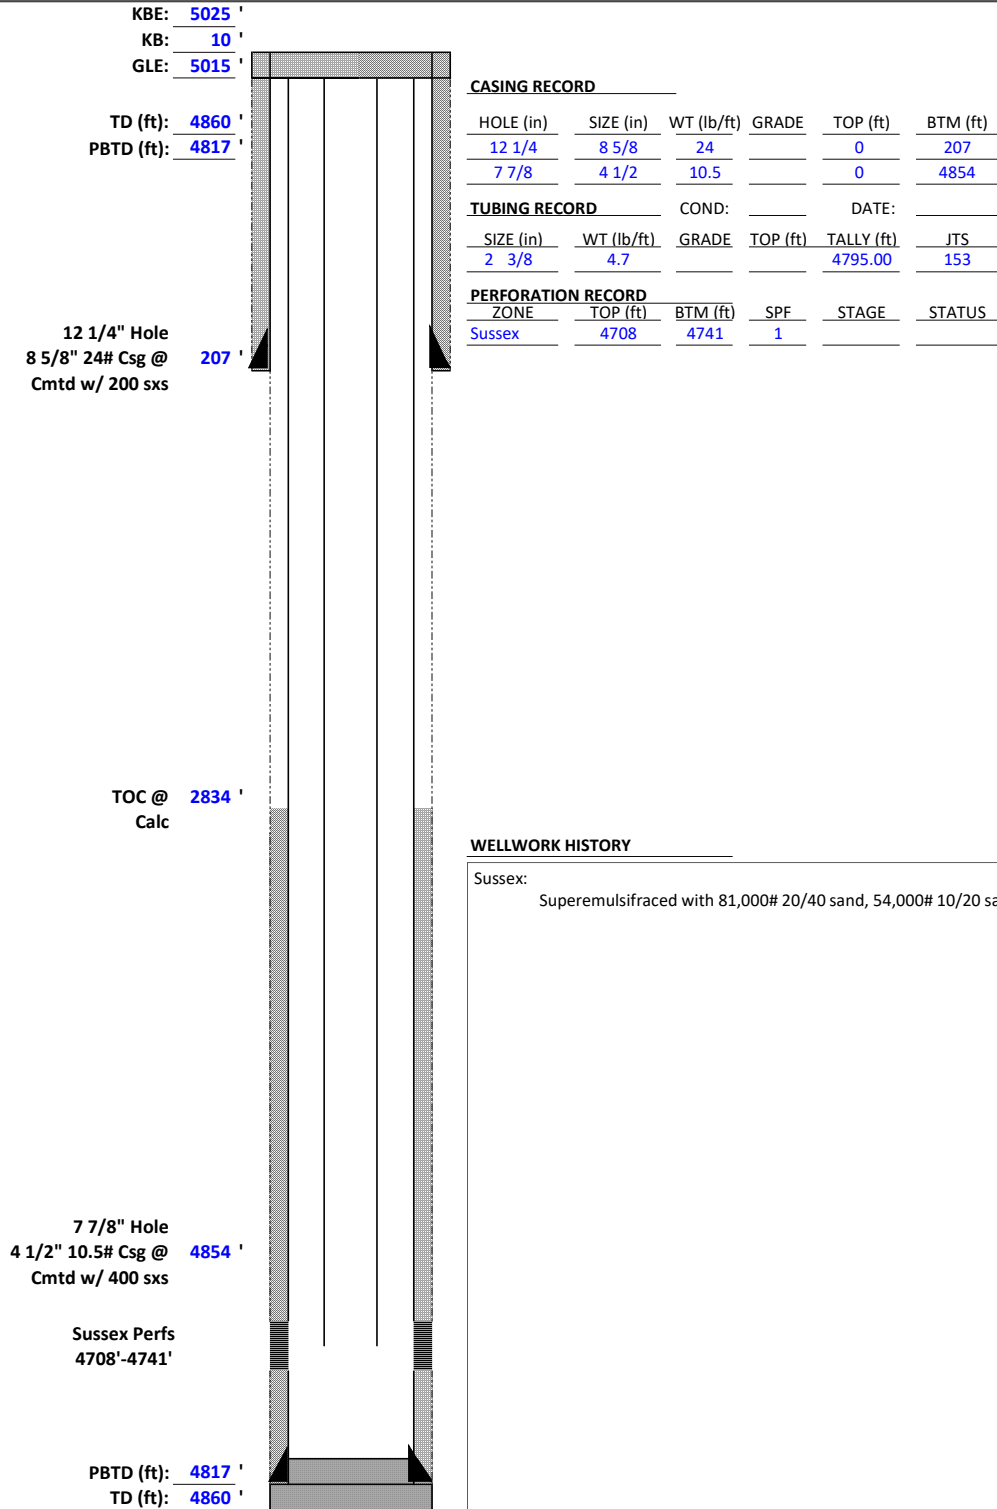 KBE: 5025 '
KB: 10 '
GLE: 5015 '
TD (ft): 4860 '
PBTD (ft): 4817 '
CASING RECORD
HOLE (in) SIZE (in) WT (lb/ft) GRADE TOP (ft) BTM (ft)
12 1/4 8 5/8 24 0 207
7 7/8 4 1/2 10.5 0 4854
TUBING RECORD COND: DATE:
SIZE (in) WT (lb/ft) GRADE TOP (ft) TALLY (ft) JTS
2 3/8 4.7 4795.00 153
PERFORATION RECORD
ZONE TOP (ft) BTM (ft) SPF STAGE STATUS
Sussex 4708 4741 1
12 1/4" Hole
8 5/8" 24# Csg @ 207 '
Cmtd w/ 200 sxs
TOC @ 2834 '
Calc
WELLWORK HISTORY
Sussex:
Superemulsifraced with 81,000# 20/40 sand, 54,000# 10/20 sa
7 7/8" Hole
4 1/2" 10.5# Csg @ 4854 '
Cmtd w/ 400 sxs
Sussex Perfs
4708'-4741'
PBTD (ft): 4817 '
TD (ft): 4860 '